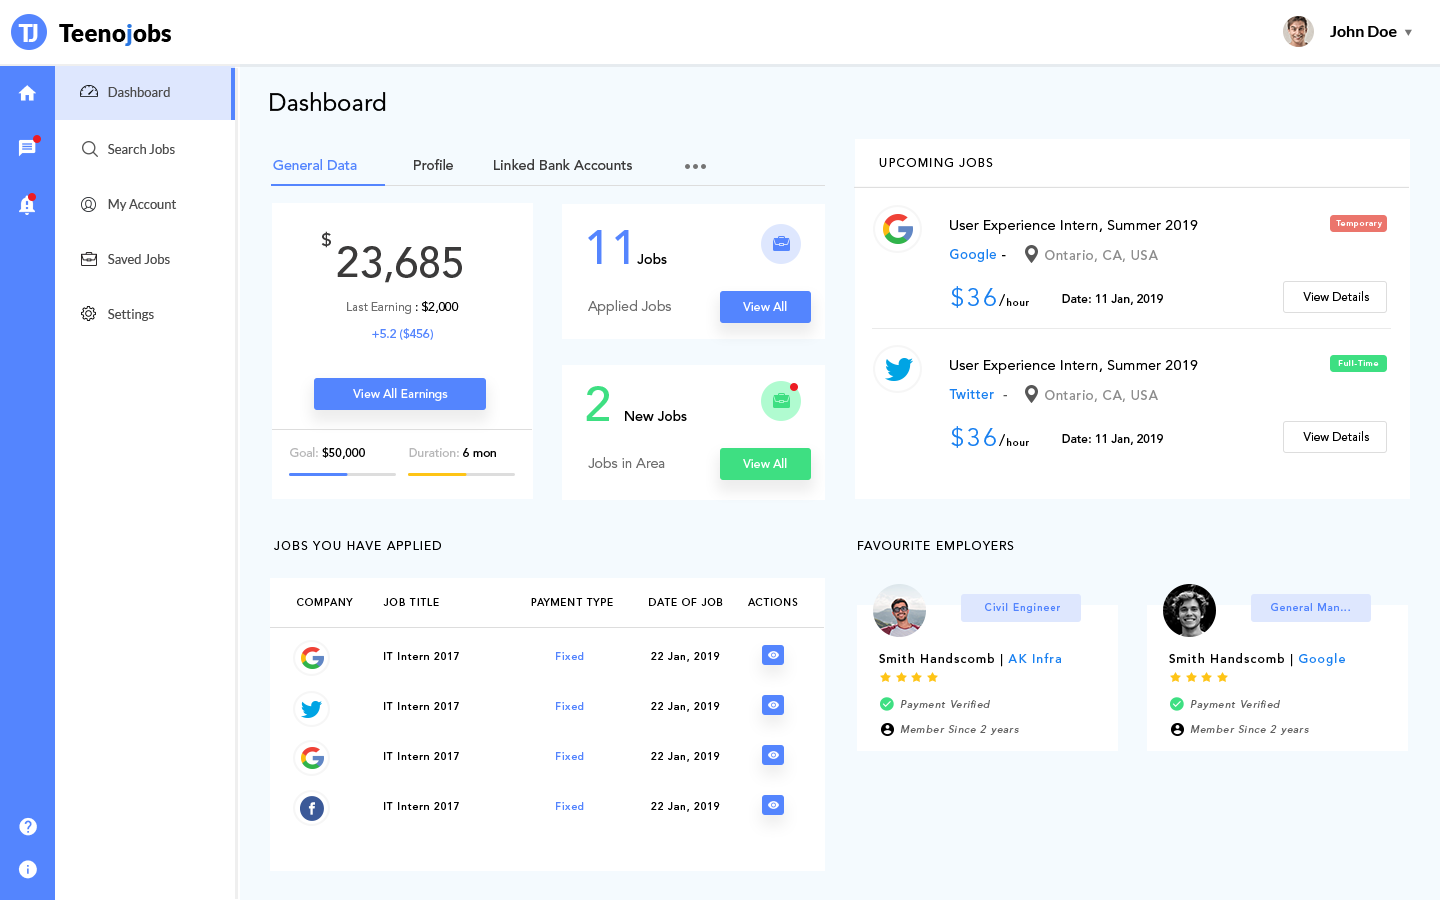 TJ Teenojobs
John Doe
Dashboard
Search Jobs
My Account
Saved Jobs
Settings
Dashboard
General Data Profile Linked Bank Accounts
$ 23,685
Last Earning : $2,000
+5.2 ($456)
View All Earnings
Goal: $50,000 Duration: 6 mon
11 Jobs
Applied Jobs View All
2 New Jobs
Jobs in Area View All
UPCOMING JOBS
User Experience Intern, Summer 2019 Temporary
Google - Ontario, CA, USA
$36/hour Date: 11 Jan, 2019 View Details
User Experience Intern, Summer 2019 Full-Time
Twitter - Ontario, CA, USA
$36/hour Date: 11 Jan, 2019 View Details
JOBS YOU HAVE APPLIED
COMPANY JOB TITLE PAYMENT TYPE DATE OF JOB ACTIONS
IT Intern 2017 Fixed 22 Jan, 2019
IT Intern 2017 Fixed 22 Jan, 2019
IT Intern 2017 Fixed 22 Jan, 2019
IT Intern 2017 Fixed 22 Jan, 2019
FAVOURITE EMPLOYERS
Civil Engineer
Smith Handscomb | AK Infra
Payment Verified
Member Since 2 years
General Man...
Smith Handscomb | Google
Payment Verified
Member Since 2 years